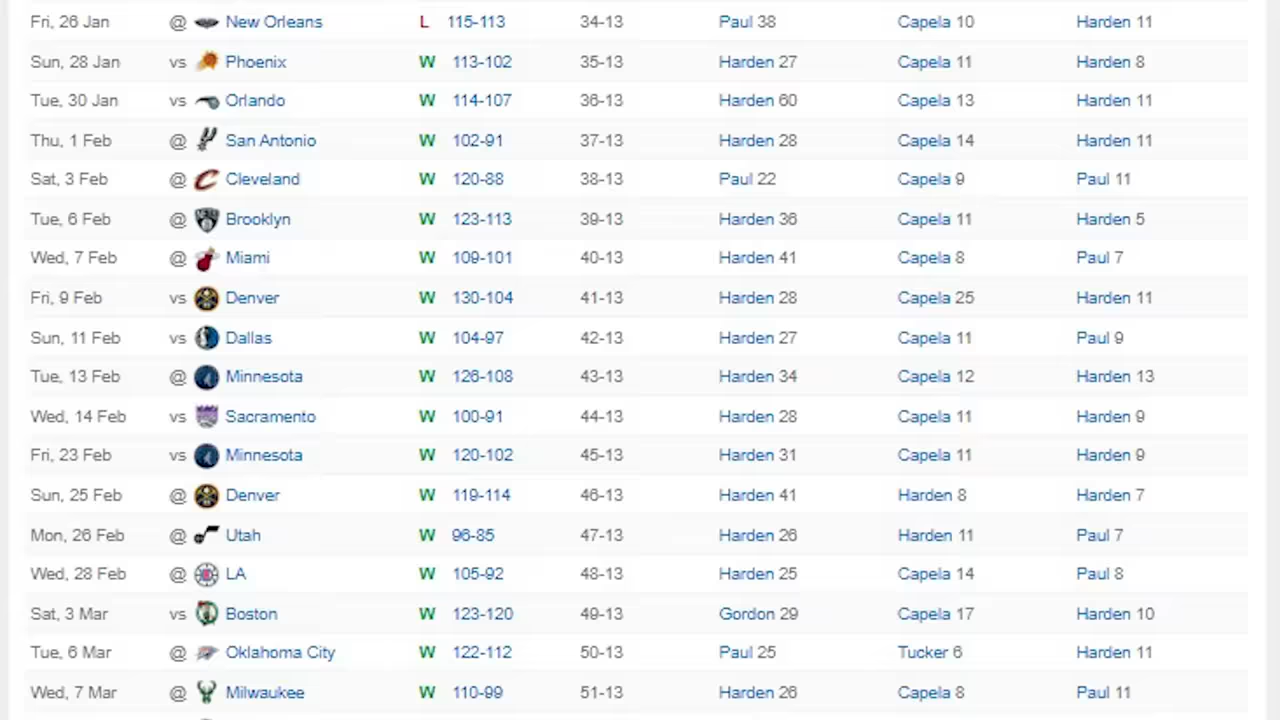 Fri, 26 Jan @ New Orleans L 115-113 34-13 Paul 38 Capela 10 Harden 11
Sun, 28 Jan vs Phoenix W 113-102 35-13 Harden 27 Capela 11 Harden 8
Tue, 30 Jan vs Orlando W 114-107 36-13 Harden 60 Capela 13 Harden 11
Thu, 1 Feb @ San Antonio W 102-91 37-13 Harden 28 Capela 14 Harden 11
Sat, 3 Feb @ Cleveland W 120-88 38-13 Paul 22 Capela 9 Paul 11
Tue, 6 Feb @ Brooklyn W 123-113 39-13 Harden 36 Capela 11 Harden 5
Wed, 7 Feb @ Miami W 109-101 40-13 Harden 41 Capela 8 Paul 7
Fri, 9 Feb vs Denver W 130-104 41-13 Harden 28 Capela 25 Harden 11
Sun, 11 Feb vs Dallas W 104-97 42-13 Harden 27 Capela 11 Paul 9
Tue, 13 Feb @ Minnesota W 126-108 43-13 Harden 34 Capela 12 Harden 13
Wed, 14 Feb vs Sacramento W 100-91 44-13 Harden 28 Capela 11 Harden 9
Fri, 23 Feb vs Minnesota W 120-102 45-13 Harden 31 Capela 11 Harden 9
Sun, 25 Feb @ Denver W 119-114 46-13 Harden 41 Harden 8 Harden 7
Mon, 26 Feb @ Utah W 96-85 47-13 Harden 26 Harden 11 Paul 7
Wed, 28 Feb @ LA W 105-92 48-13 Harden 25 Capela 14 Paul 8
Sat, 3 Mar vs Boston W 123-120 49-13 Gordon 29 Capela 17 Harden 10
Tue, 6 Mar @ Oklahoma City W 122-112 50-13 Paul 25 Tucker 6 Harden 11
Wed, 7 Mar @ Milwaukee W 110-99 51-13 Harden 26 Capela 8 Paul 11